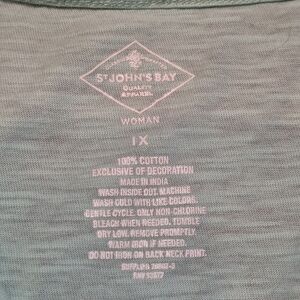 ST JOHN'S BAY
QUALITY
APPAREL
WOMAN
1X
100% COTTON
EXCLUSIVE OF DECORATION
MADE IN INDIA
WASH INSIDE OUT. MACHINE
WASH COLD WITH LIKE COLORS.
GENTLE CYCLE. ONLY NON-CHLORINE
BLEACH WHEN NEEDED. TUMBLE
DRY LOW. REMOVE PROMPTLY.
WARM IRON IF NEEDED.
DO NOT IRON ON BACK NECK PRINT.
SUPPLIER
RN#